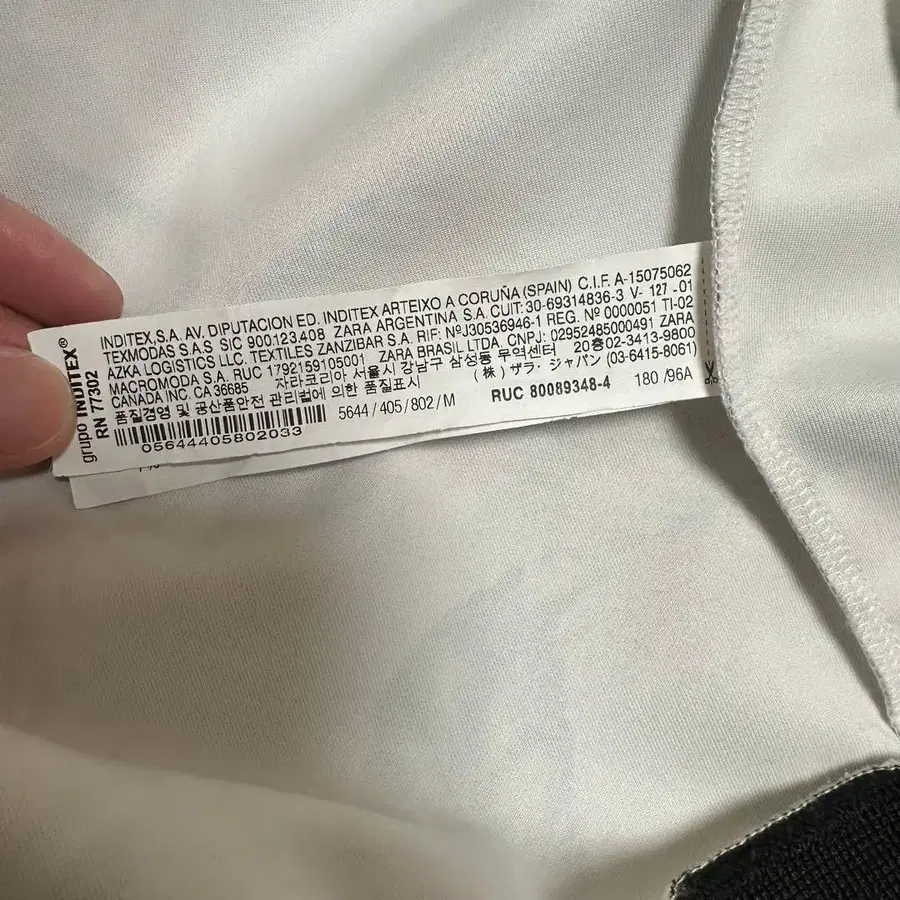 grupo INDITEX®
RN 77302
INDITEX,S.A. AV. DIPUTACION ED. INDITEX ARTEIXO A CORUÑA (SPAIN) C.I.F. A-15075062
TEXMODAS S.A.S SIC 900.123.408 ZARA ARGENTINA S.A. CUIT: 30-69314836-3 V- 127 -01
AZKA LOGISTICS LLC. TEXTILES ZANZIBAR S.A. RIF: NºJ30536946-1 REG. Nº 0000051 TI-02
MACROMODA S.A. RUC 1792159105001 ZARA BRASIL LTDA. CNPJ: 02952485000491 ZARA
CANADA INC. CA 36685 자라코리아 서울시 강남구 삼성동 무역센터 20층02-3413-9800
품질경영 및 공산품안전 관리법에 의한 품질표시 (株) ザラ・ジャパン (03-6415-8061)
5644 / 405 / 802 / M RUC 80089348-4 180 /96A
05644405802033